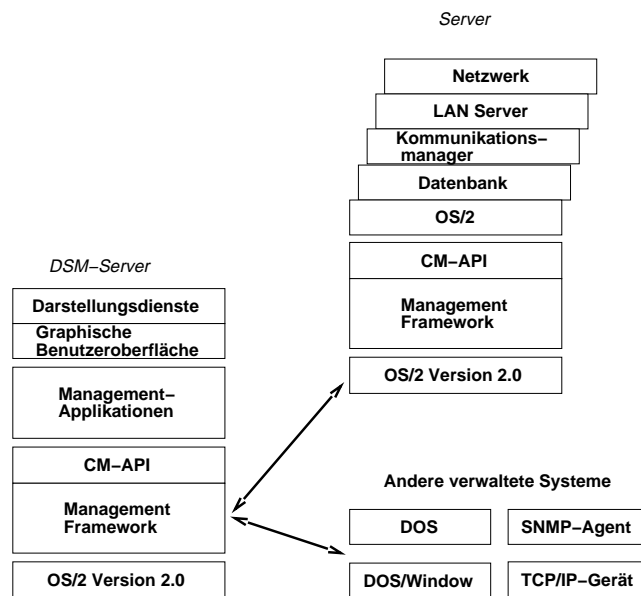 Server
Netzwerk
LAN Server
Kommunikations–
manager
Datenbank
OS/2
CM–API
Management
Framework
OS/2 Version 2.0
DSM–Server
Darstellungsdienste
Graphische
Benutzeroberfläche
Management–
Applikationen
CM–API
Management
Framework
OS/2 Version 2.0
Andere verwaltete Systeme
DOS
SNMP–Agent
DOS/Window
TCP/IP–Gerät